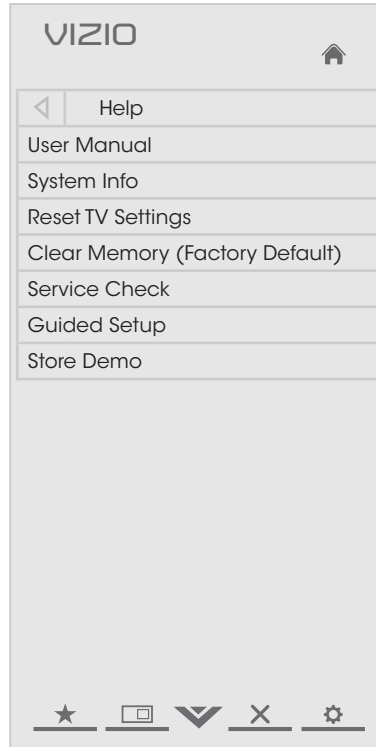 VIZIO
Help
User Manual
System Info
Reset TV Settings
Clear Memory (Factory Default)
Service Check
Guided Setup
Store Demo